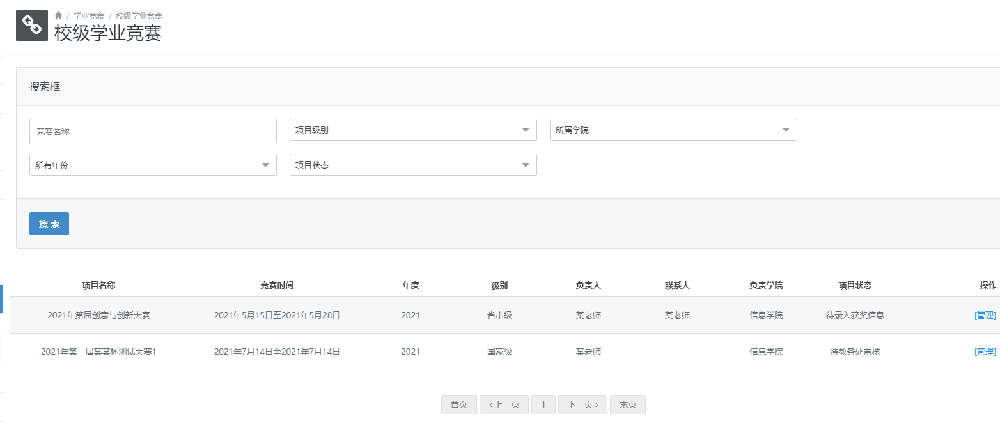 / 学业竞赛 / 校级学业竞赛
校级学业竞赛
搜索框
竞赛名称 项目级别 所属学院
所有年份 项目状态
搜 索
项目名称 竞赛时间 年度 级别 负责人 联系人 负责学院 项目状态 操作
2021年第届创意与创新大赛 2021年5月15日至2021年5月28日 2021 省市级 某老师 某老师 信息学院 待录入获奖信息 [管理]
2021年第一届某某杯测试大赛1 2021年7月14日至2021年7月14日 2021 国家级 某老师 信息学院 待教务处审核 [管理]
首页 ‹ 上一页 1 下一页 › 末页